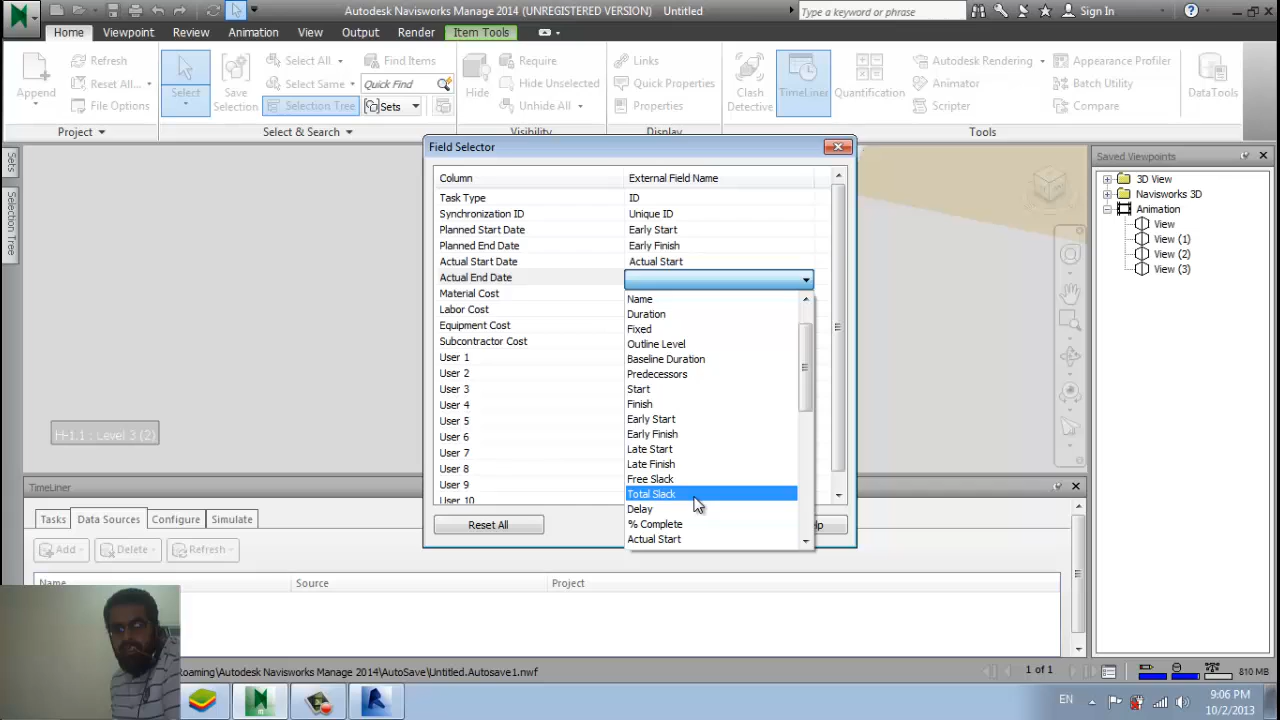 Autodesk Navisworks Manage 2014 (UNREGISTERED VERSION) Untitled
Type a keyword or phrase
Sign In
Home Viewpoint Review Animation View Output Render Item Tools
Append
Refresh
Reset All...
File Options
Project
Select
Save Selection
Select All
Select Same
Selection Tree
Find Items
Quick Find
Sets
Select & Search
Hide
Require
Hide Unselected
Unhide All
Visibility
Links
Quick Properties
Properties
Display
Clash Detective
TimeLiner
Quantification
Autodesk Rendering
Animator
Scripter
Appearance Profiler
Batch Utility
Compare
DataTools
Tools
Sets
Selection Tree
Field Selector
Column External Field Name
Task Type ID
Synchronization ID Unique ID
Planned Start Date Early Start
Planned End Date Early Finish
Actual Start Date Actual Start
Actual End Date
Material Cost
Labor Cost
Equipment Cost
Subcontractor Cost
User 1
User 2
User 3
User 4
User 5
User 6
User 7
User 8
User 9
User 10
Name
Duration
Fixed
Outline Level
Baseline Duration
Predecessors
Start
Finish
Early Start
Early Finish
Late Start
Late Finish
Free Slack
Total Slack
Delay
% Complete
Actual Start
Reset All
Saved Viewpoints
3D View
Navisworks 3D
Animation
View
View (1)
View (2)
View (3)
H-1.1 : Level 3 (2)
TimeLiner
Tasks Data Sources Configure Simulate
Add Delete Refresh
Name Source Project
Roaming\Autodesk Navisworks Manage 2014\AutoSave\Untitled.Autosave1.nwf
1 of 1
810 MB
EN
9:06 PM
10/2/2013